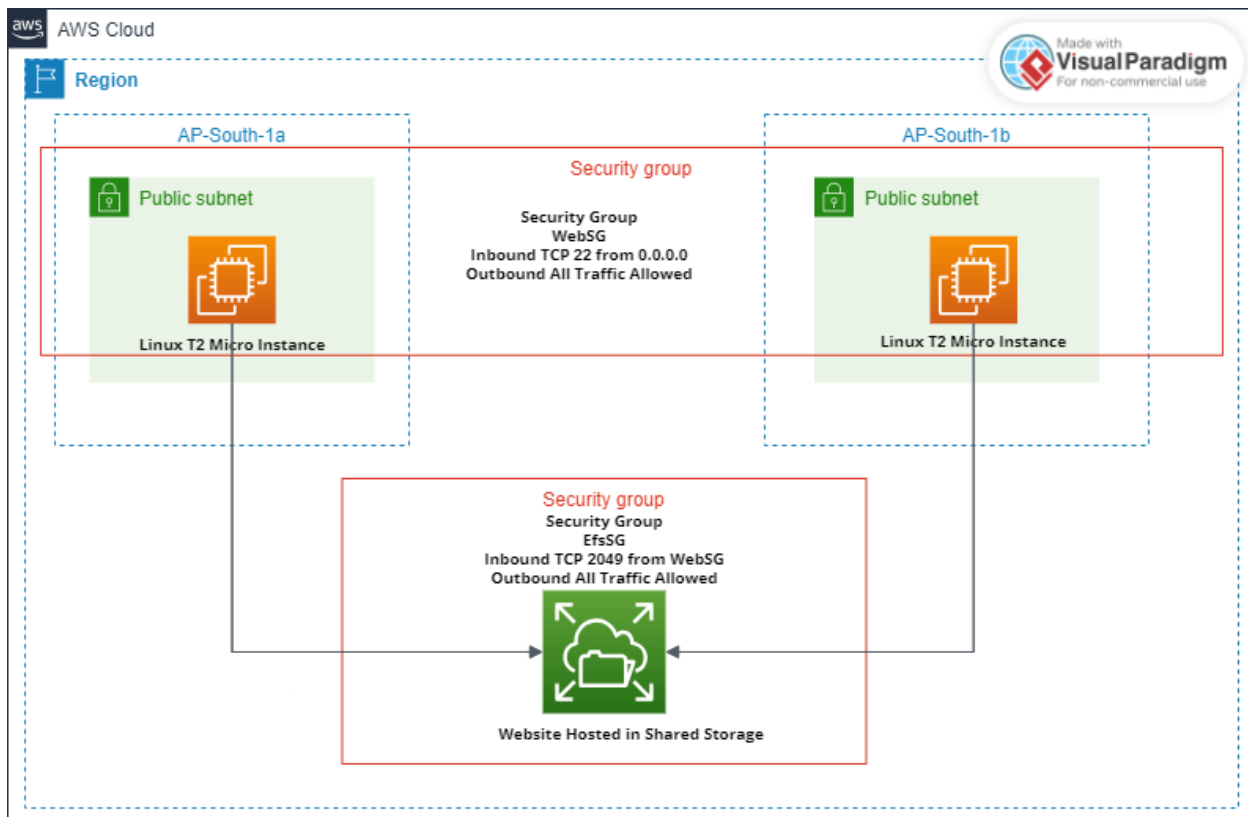 aws
AWS Cloud
Made with
Visual Paradigm
For non-commercial use
Region
AP-South-1a
AP-South-1b
Security group
Public subnet
Public subnet
Security Group
WebSG
Inbound TCP 22 from 0.0.0.0
Outbound All Traffic Allowed
Linux T2 Micro Instance
Linux T2 Micro Instance
Security group
Security Group
EfsSG
Inbound TCP 2049 from WebSG
Outbound All Traffic Allowed
Website Hosted in Shared Storage